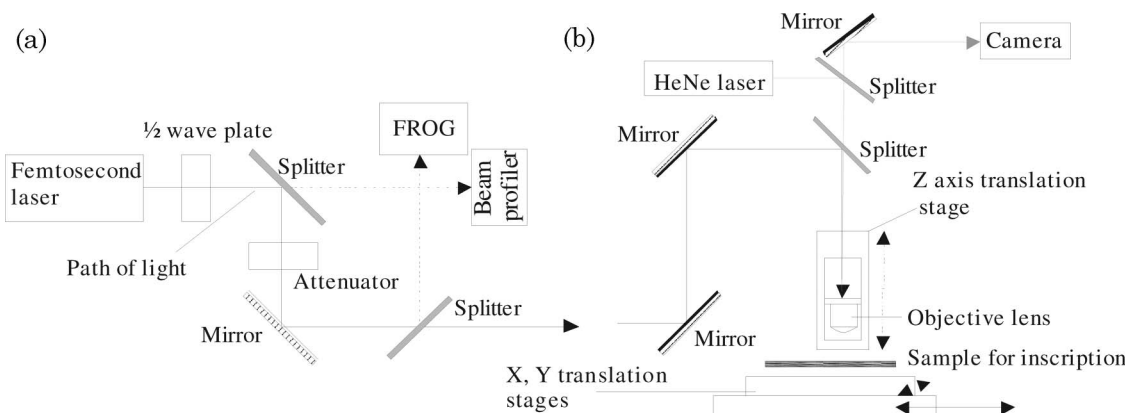 (a)
½ wave plate
Femtosecond
laser
Splitter
FROG
Beam
profiler
Path of light
Attenuator
Mirror
Splitter
(b)
Mirror
Camera
HeNe laser
Splitter
Mirror
Splitter
Z axis translation
stage
Mirror
Objective lens
Sample for inscription
X, Y translation
stages